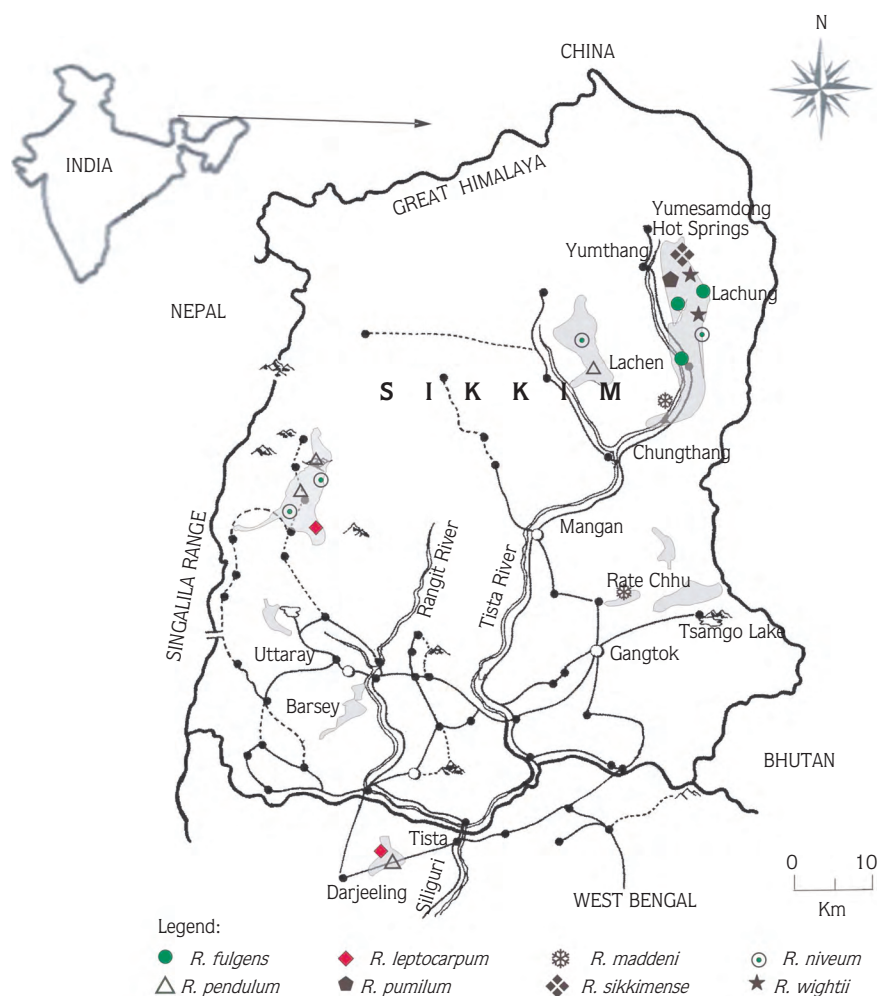 N
CHINA
INDIA
GREAT HIMALAYA
Yumesamdong
Hot Springs
Yumthang
Lachung
NEPAL
Lachen
SIKKIM
Chungthang
Mangan
SINGALILA RANGE
Rangit River
Tista River
Rate Chhu
Tsamgo Lake
Uttaray
Gangtok
Barsey
BHUTAN
Tista
Darjeeling
Siliguri
WEST BENGAL
0 10
Km
Legend:
R. fulgens R. leptocarpum R. maddeni R. niveum
R. pendulum R. pumilum R. sikkimense R. wightii